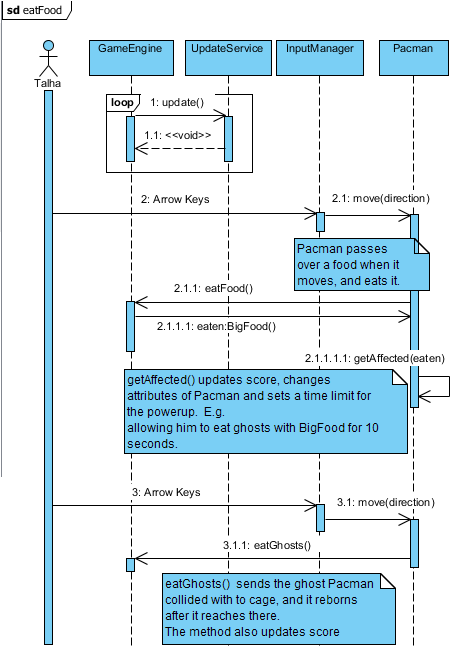 sd eatFood
GameEngine
UpdateService
InputManager
Pacman
Talha
loop
1: update()
1.1: <<void>>
2: Arrow Keys
2.1: move(direction)
Pacman passes
over a food when it
moves, and eats it.
2.1.1: eatFood()
2.1.1.1: eaten:BigFood()
2.1.1.1.1: getAffected(eaten)
getAffected() updates score, changes
attributes of Pacman and sets a time limit for
the powerup. E.g.
allowing him to eat ghosts with BigFood for 10
seconds.
3: Arrow Keys
3.1: move(direction)
3.1.1: eatGhosts()
eatGhosts() sends the ghost Pacman
collided with to cage, and it reborns
after it reaches there.
The method also updates score